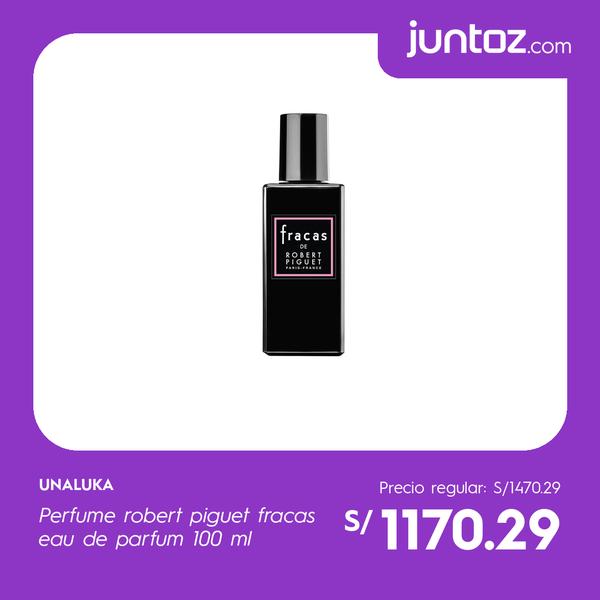 juntoz.com
fracas
DE
ROBERT
PIGUET
PARIS-FRANCE
UNALUKA
Perfume robert piguet fracas
eau de parfum 100 ml
Precio regular: S/1470.29
S/1170.29